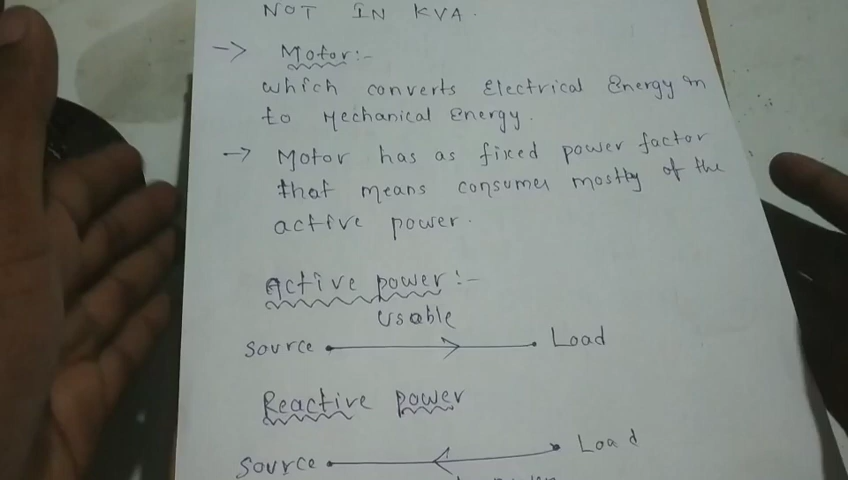 NOT IN KVA.
→ Motor:-
which converts Electrical Energy in
to Mechanical Energy.
→ Motor has as fixed power factor
that means consumes mostly of the
active power.
Active power:-
Usable
Source Load
Reactive power
Source Load